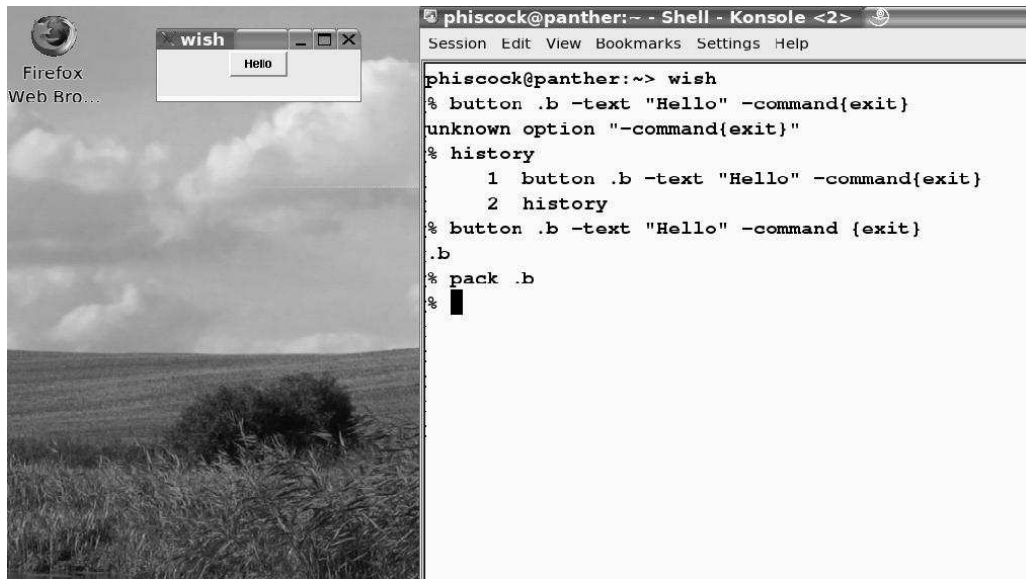 Firefox
Web Bro...
wish
Hello
phiscock@panther:~ - Shell - Konsole <2>
Session Edit View Bookmarks Settings Help
phiscock@panther:~> wish
% button .b -text "Hello" -command{exit}
unknown option "-command{exit}"
% history
1 button .b -text "Hello" -command{exit}
2 history
% button .b -text "Hello" -command {exit}
.b
% pack .b
%